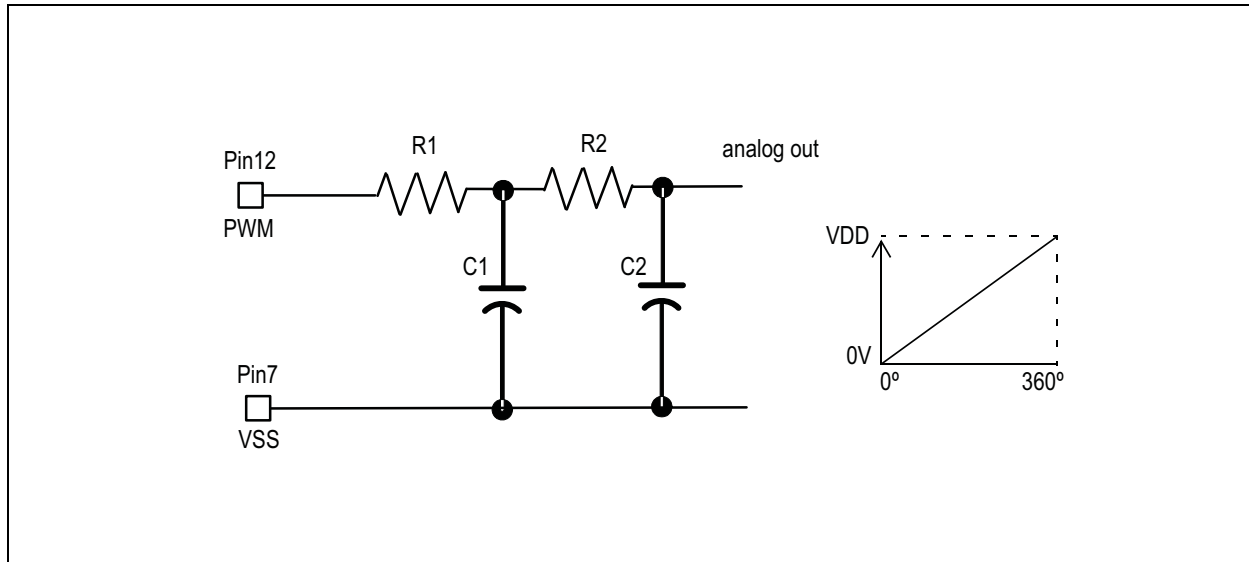 R1
R2
analog out
Pin12
PWM
C1
C2
VDD
0V
0º
360º
Pin7
VSS